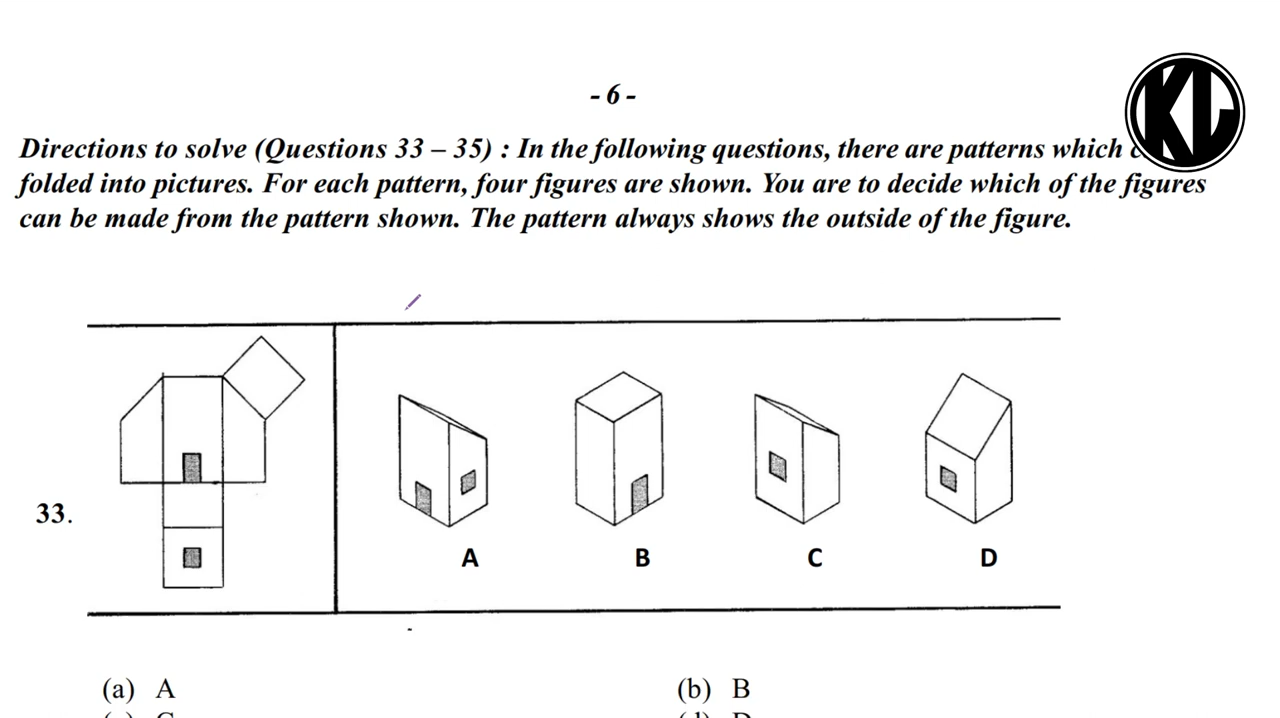 - 6 -
KL
Directions to solve (Questions 33 – 35) : In the following questions, there are patterns which
folded into pictures. For each pattern, four figures are shown. You are to decide which of the figures
can be made from the pattern shown. The pattern always shows the outside of the figure.
33.
A B C D
(a) A (b) B